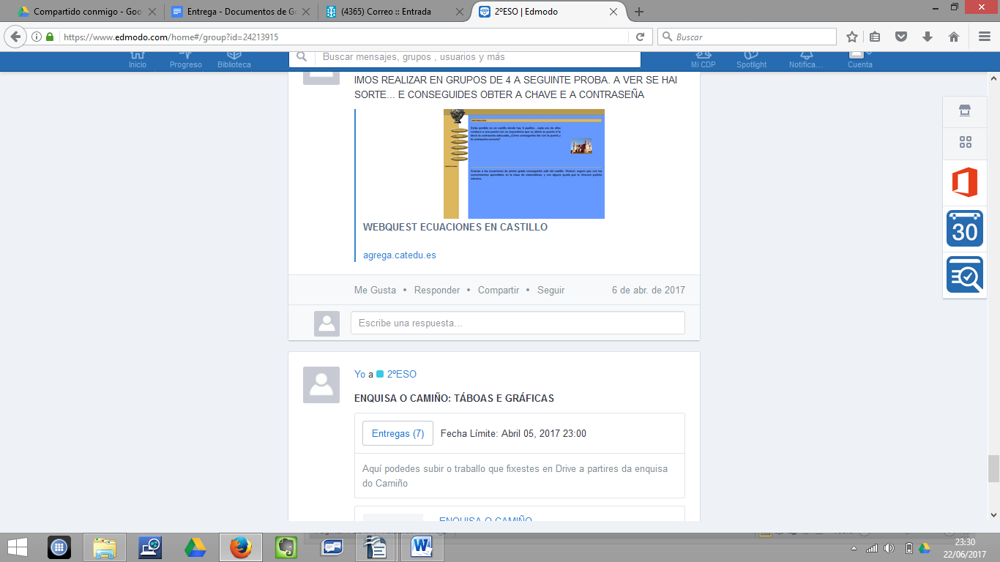 Compartido conmigo - Goo
Entrega - Documentos de G
(4365) Correo :: Entrada
2ºESO | Edmodo
https://www.edmodo.com/home#/group?id=24213915
Buscar
Inicio
Progreso
Biblioteca
Buscar mensajes, grupos , usuarios y más
Mi CDP
Spotlight
Notifica...
Cuenta
IMOS REALIZAR EN GRUPOS DE 4 A SEGUINTE PROBA. A VER SE HAI
SORTE... E CONSEGUIDES OBTER A CHAVE E A CONTRASEÑA
WEBQUEST ECUACIONES EN CASTILLO
agrega.catedu.es
Me Gusta • Responder • Compartir • Seguir
6 de abr. de 2017
Escribe una respuesta...
30
Yo a 2ºESO
ENQUISA O CAMIÑO: TÁBOAS E GRÁFICAS
Entregas (7)
Fecha Límite: Abril 05, 2017 23:00
Aquí podedes subir o traballo que fixestes en Drive a partires da enquisa
do Camiño
ENQUISA O CAMIÑO
23:30
22/06/2017